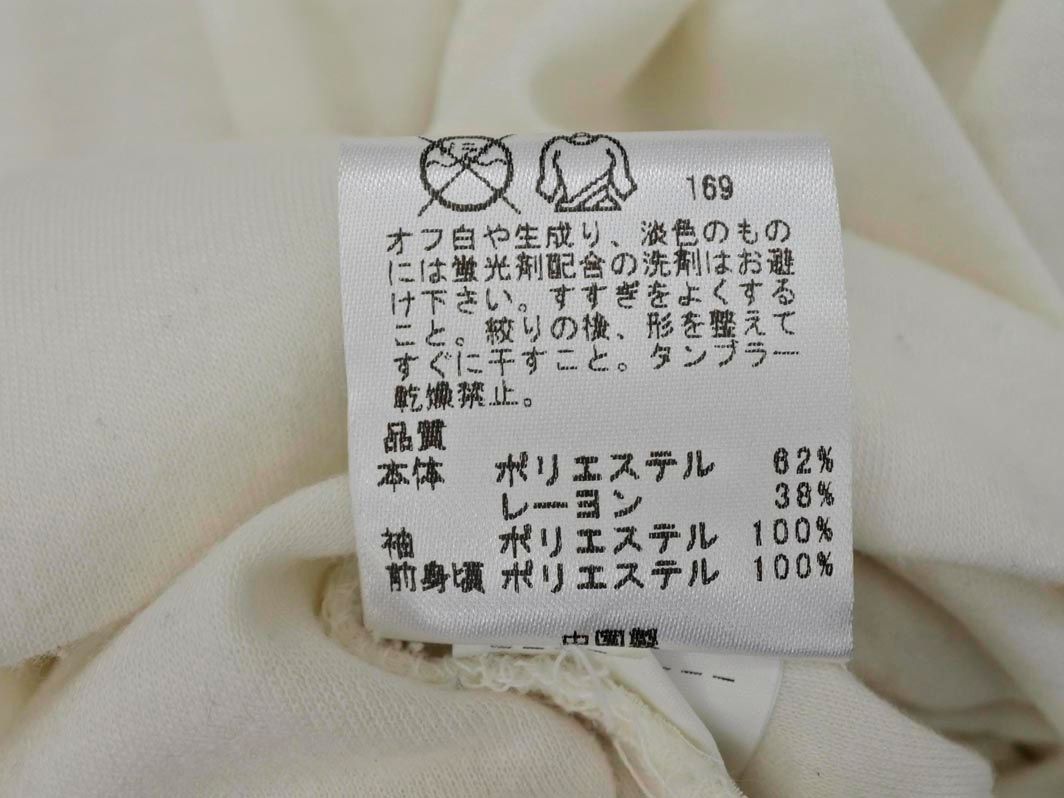 169
オフ白や生成り、淡色のもの
には蛍光剤配合の洗剤はお避
け下さい。すすぎをよくする
こと。絞りの後、形を整えて
すぐに干すこと。タンブラー
乾燥禁止。
品質
本体 ポリエステル 62%
レーヨン 38%
袖 ポリエステル 100%
前身頃 ポリエステル 100%
中国製